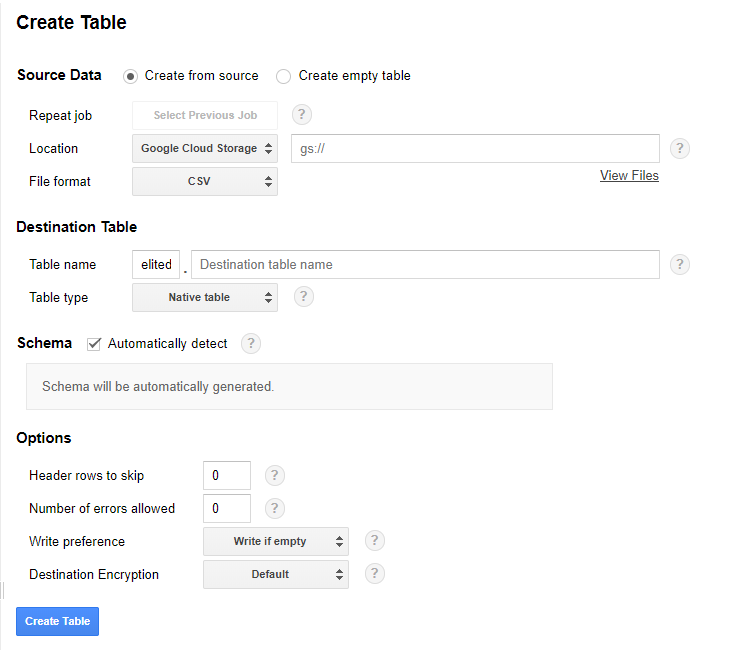 Create Table
Source Data Create from source Create empty table
Repeat job Select Previous Job ?
Location Google Cloud Storage gs:// ?
File format CSV View Files
Destination Table
Table name elited . Destination table name ?
Table type Native table ?
Schema Automatically detect ?
Schema will be automatically generated.
Options
Header rows to skip 0 ?
Number of errors allowed 0 ?
Write preference Write if empty ?
Destination Encryption Default ?
Create Table